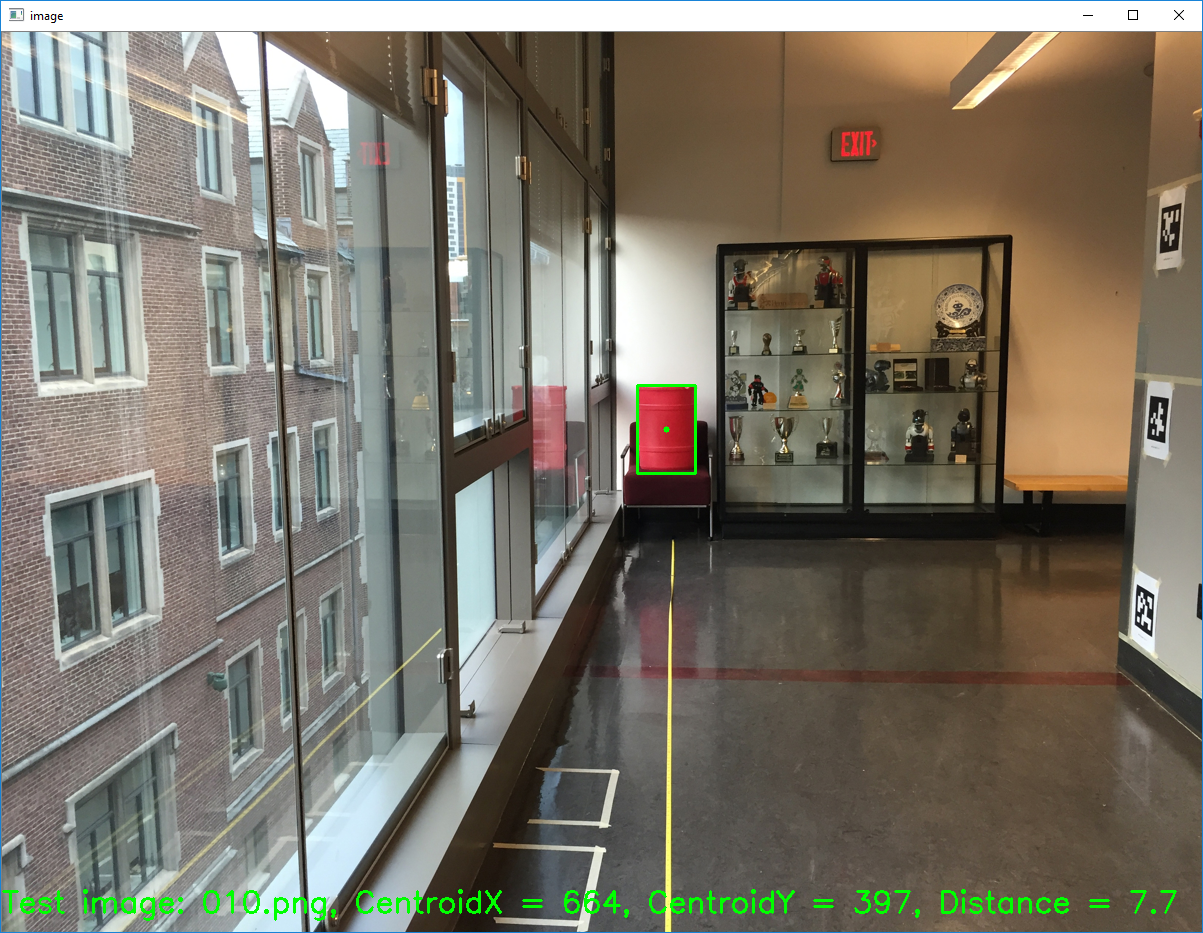 image
EXIT
Test image: 010.png, CentroidX = 664, CentroidY = 397, Distance = 7.7